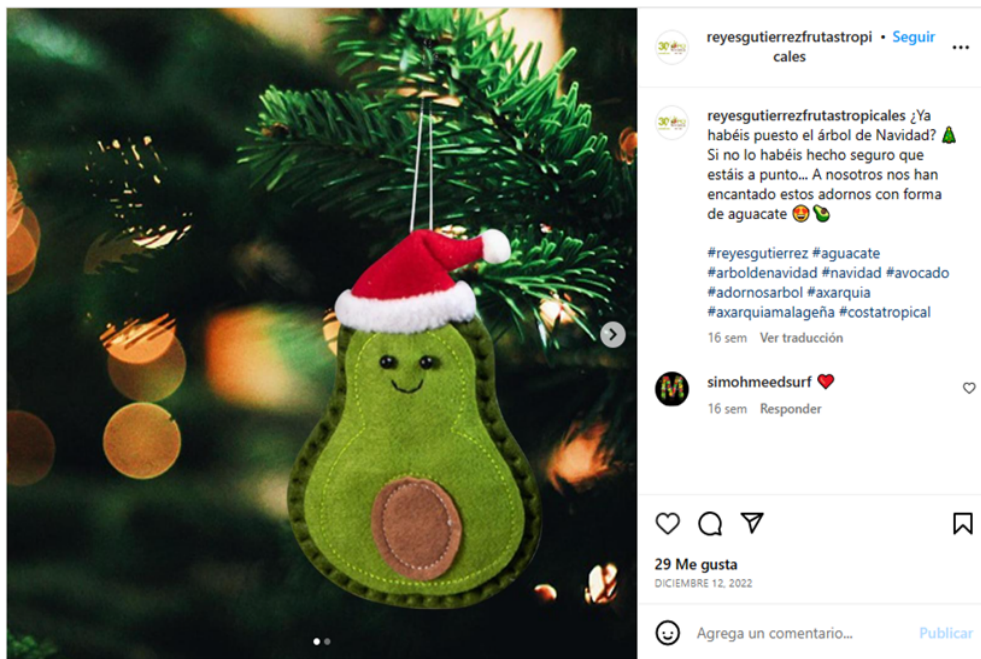 reyesgutierrezfrutastropi • Seguir
cales
reyesgutierrezfrutastropicales ¿Ya
habéis puesto el árbol de Navidad? 🎄
Si no lo habéis hecho seguro que
estáis a punto... A nosotros nos han
encantado estos adornos con forma
de aguacate 🤩🥑
#reyesgutierrez #aguacate
#arboldenavidad #navidad #avocado
#adornosarbol #axarquia
#axarquiamalagueña #costatropical
16 sem Ver traducción
simohmeedsurf ❤️
16 sem Responder
29 Me gusta
DICIEMBRE 12, 2022
Agrega un comentario...
Publicar